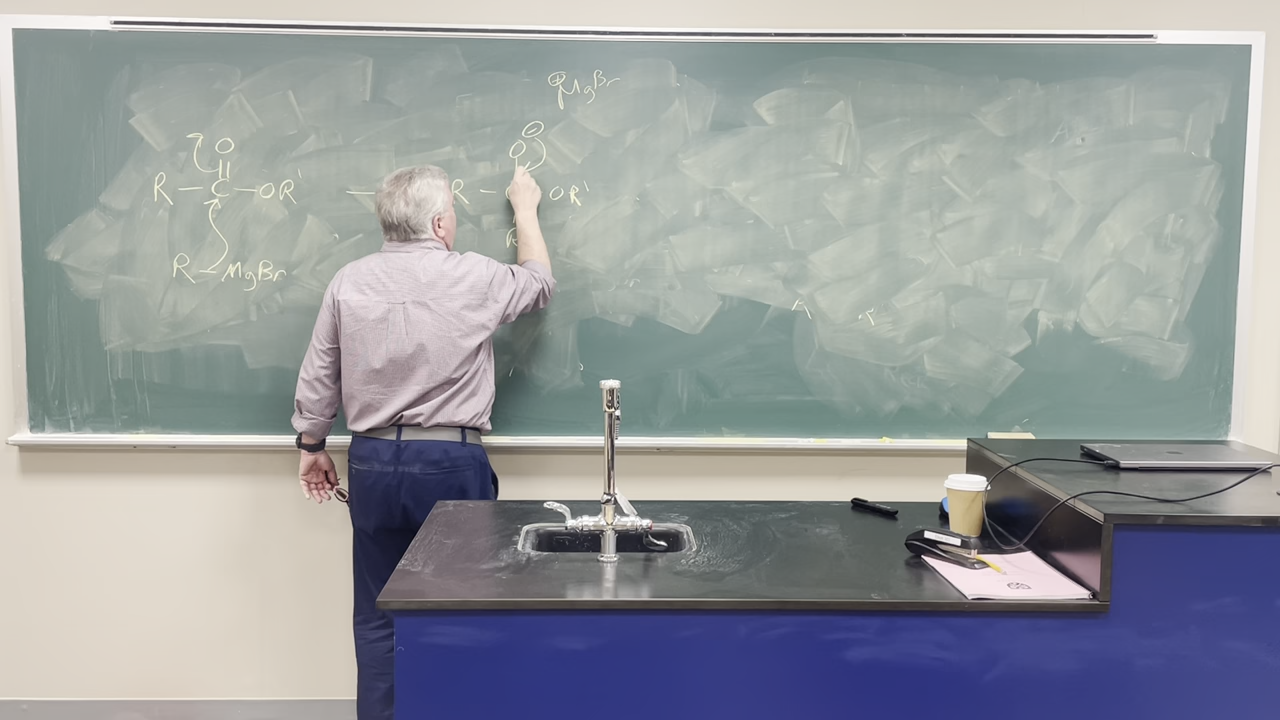 ⊕MgBr
O ⊖
O
||
R — C — OR' — R — OR'
R
R — MgBr